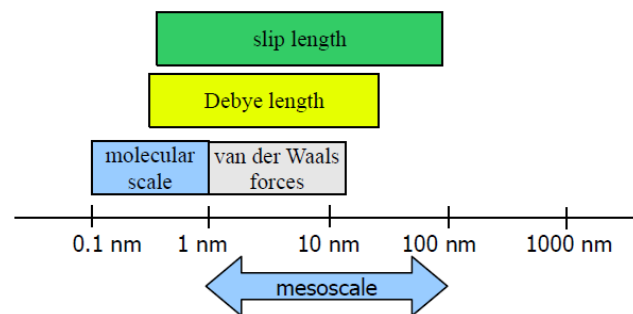 slip length
Debye length
molecular
scale
van der Waals
forces
0.1 nm
1 nm
10 nm
100 nm
1000 nm
mesoscale